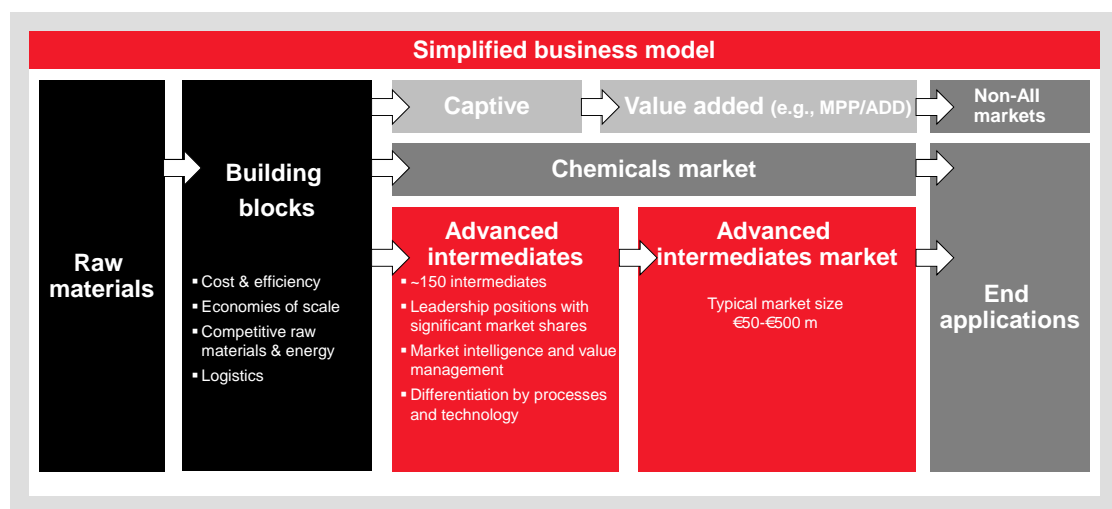 Simplified business model
Raw
materials
Building
blocks
▪ Cost & efficiency
▪ Economies of scale
▪ Competitive raw
materials & energy
▪ Logistics
Captive
Value added (e.g., MPP/ADD)
Non-All
markets
Chemicals market
Advanced
intermediates
▪ ~150 intermediates
▪ Leadership positions with
significant market shares
▪ Market intelligence and value
management
▪ Differentiation by processes
and technology
Advanced
intermediates market
Typical market size
€50-€500 m
End
applications